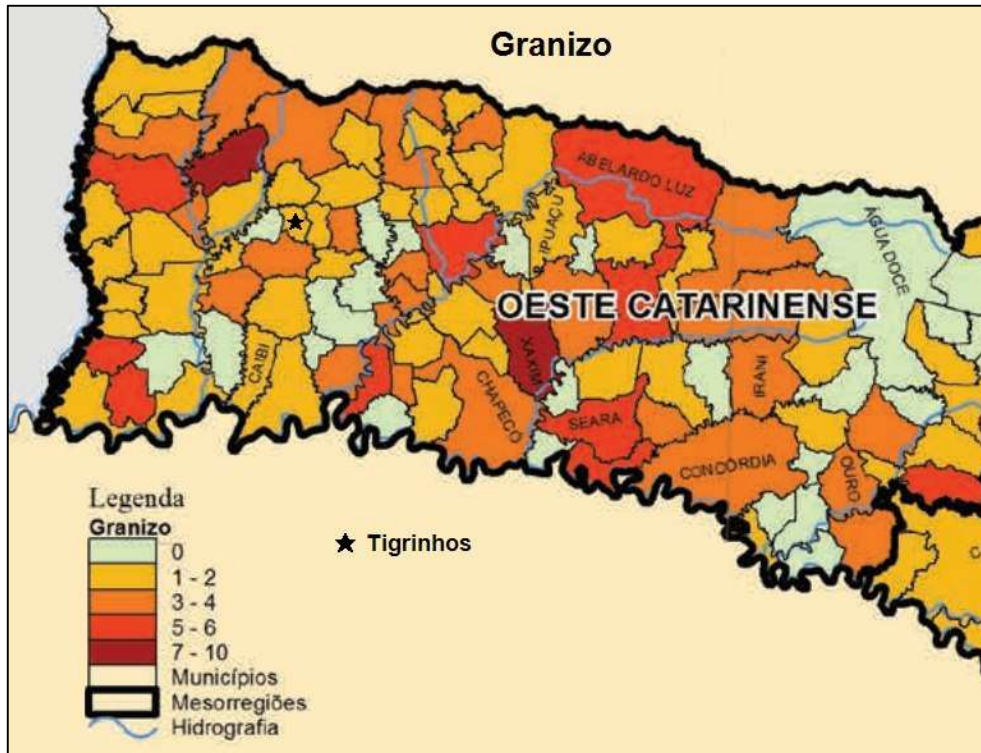 Granizo
ABELARDO LUZ
IPUAÇU
ÁGUA DOCE
OESTE CATARINENSE
XAXIM
CAIBI
CHAPECÓ
IRANI
SEARA
CONCÓRDIA
OURO
C
Legenda
Granizo
0
1 - 2
3 - 4
5 - 6
7 - 10
Municípios
Mesorregiões
Hidrografia
Tigrinhos